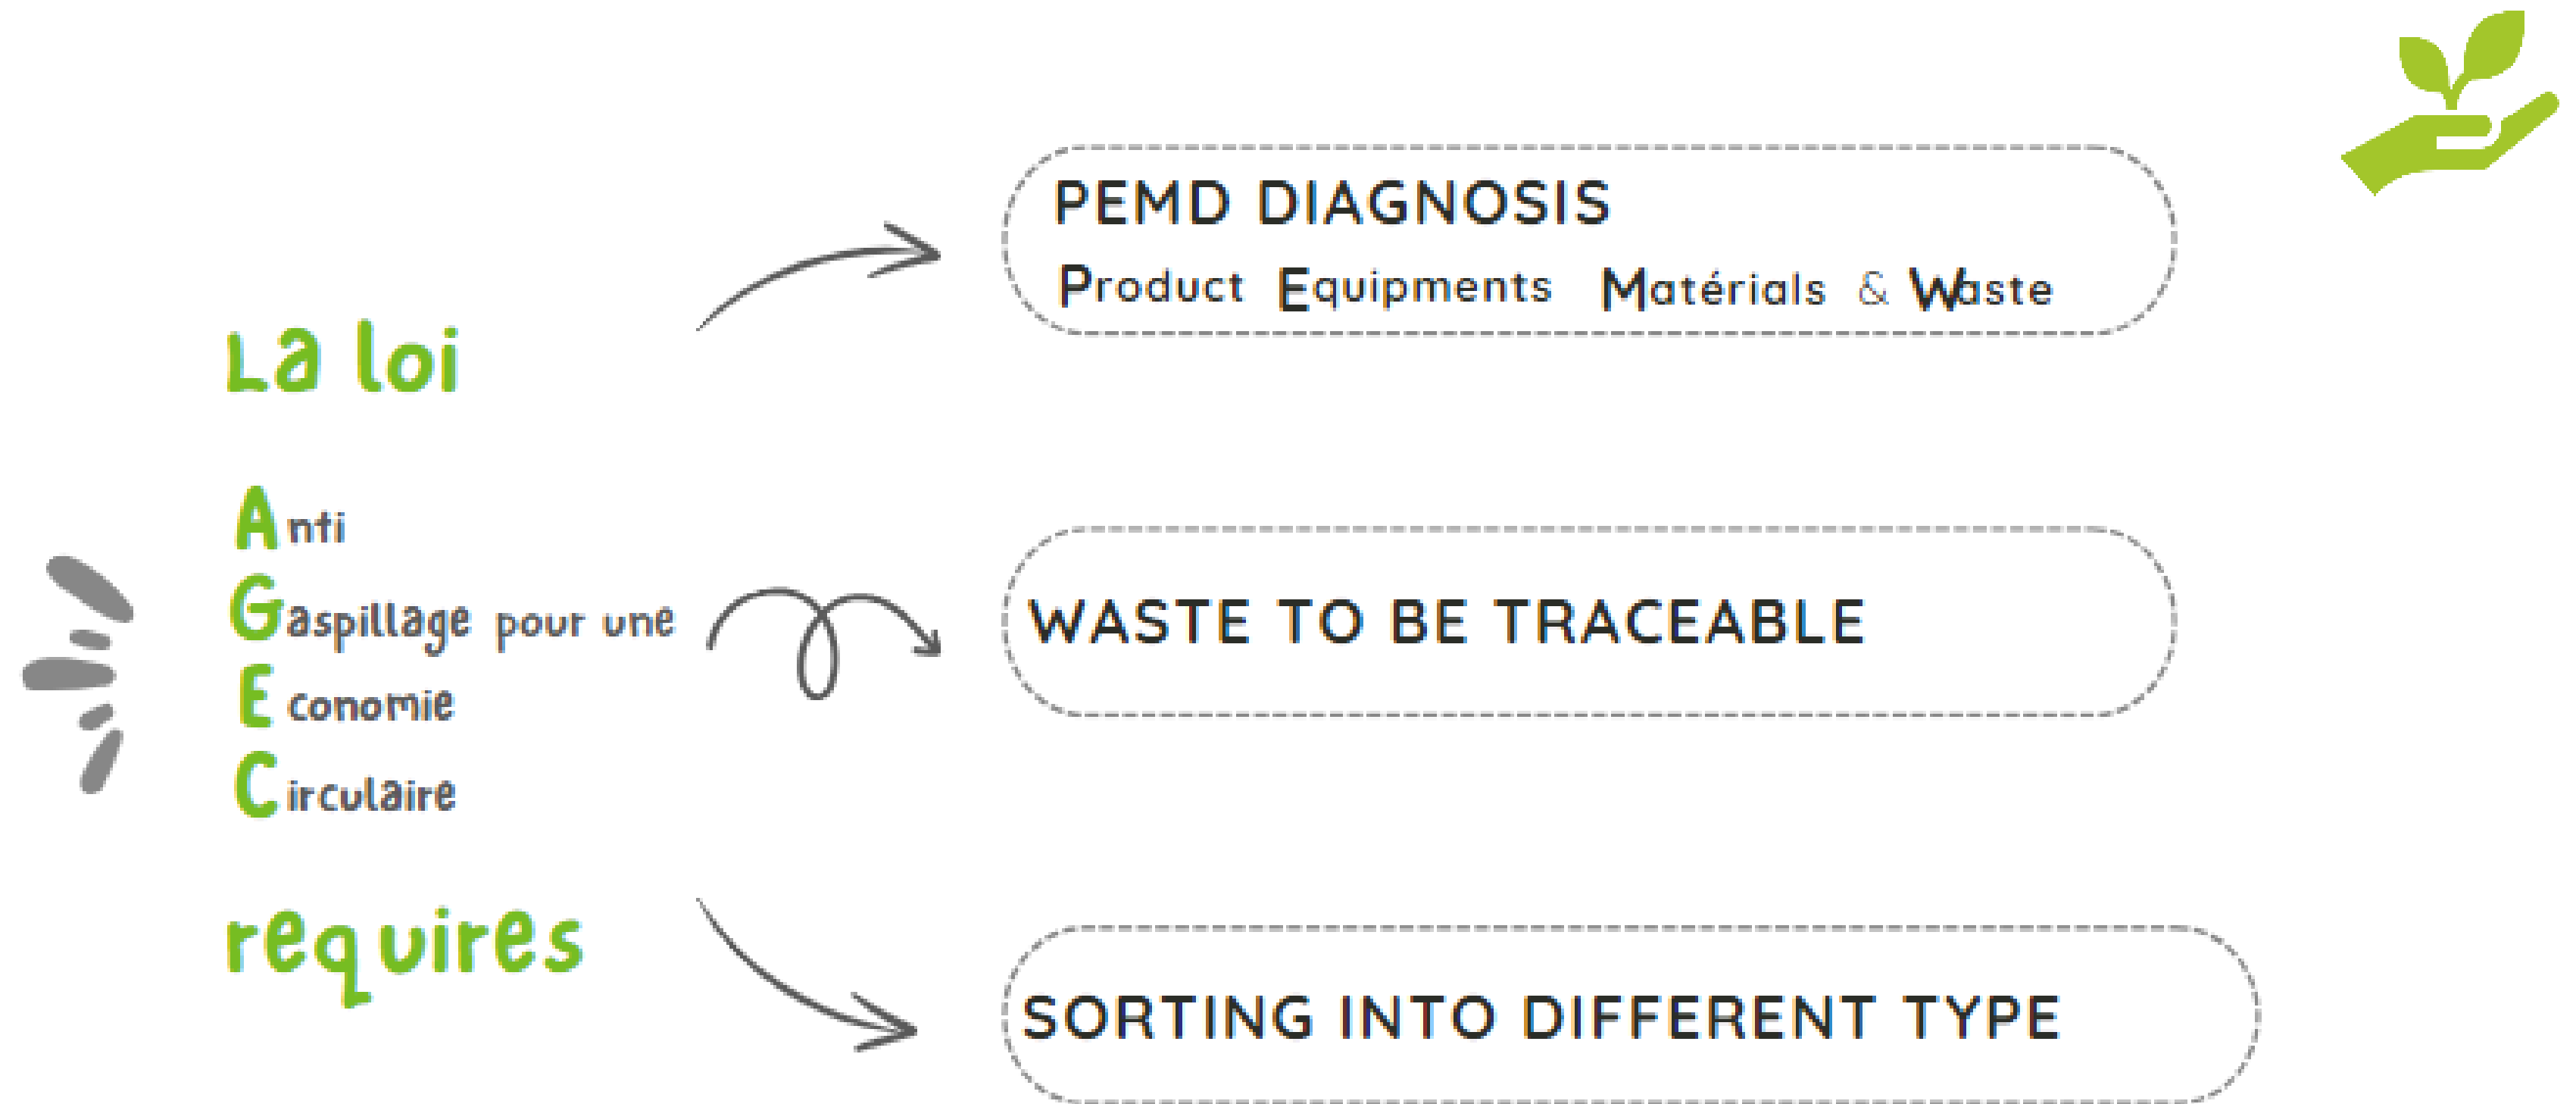 La loi
Anti
Gaspillage pour une
Economie
Circulaire
requires
PEMD DIAGNOSIS
Product Equipments Matérials & Waste
WASTE TO BE TRACEABLE
SORTING INTO DIFFERENT TYPE